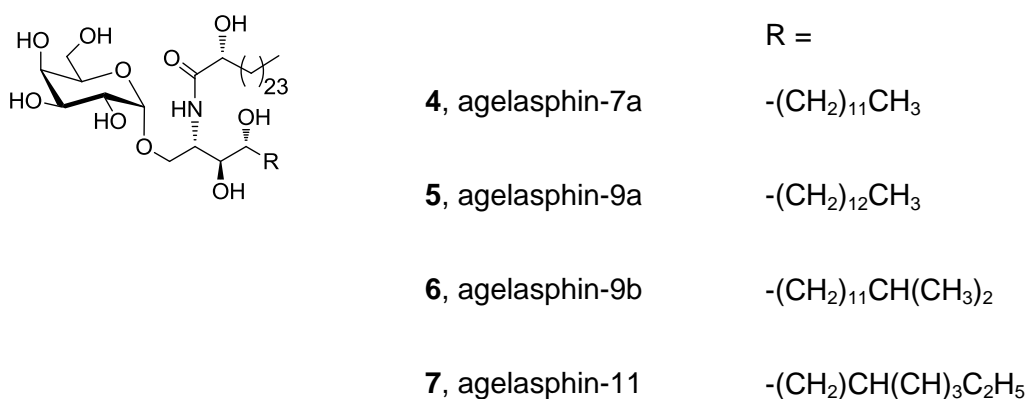 R =
OH
HO
O
HO
HO
O
OH
O
23
HN
OH
R
OH
4, agelasphin-7a -(CH₂)₁₁CH₃
5, agelasphin-9a -(CH₂)₁₂CH₃
6, agelasphin-9b -(CH₂)₁₁CH(CH₃)₂
7, agelasphin-11 -(CH₂)CH(CH)₃C₂H₅